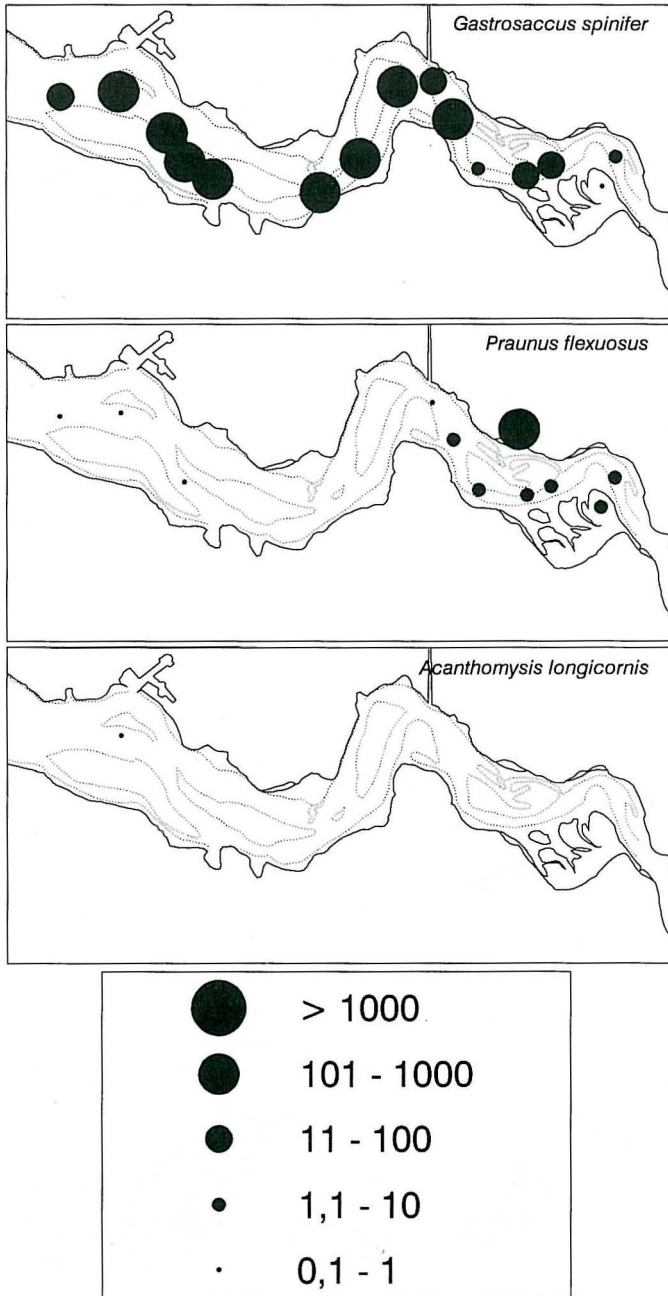 Gastrosaccus spinifer
Praunus flexuosus
Acanthomysis longicornis
> 1000
101 - 1000
11 - 100
1,1 - 10
0,1 - 1